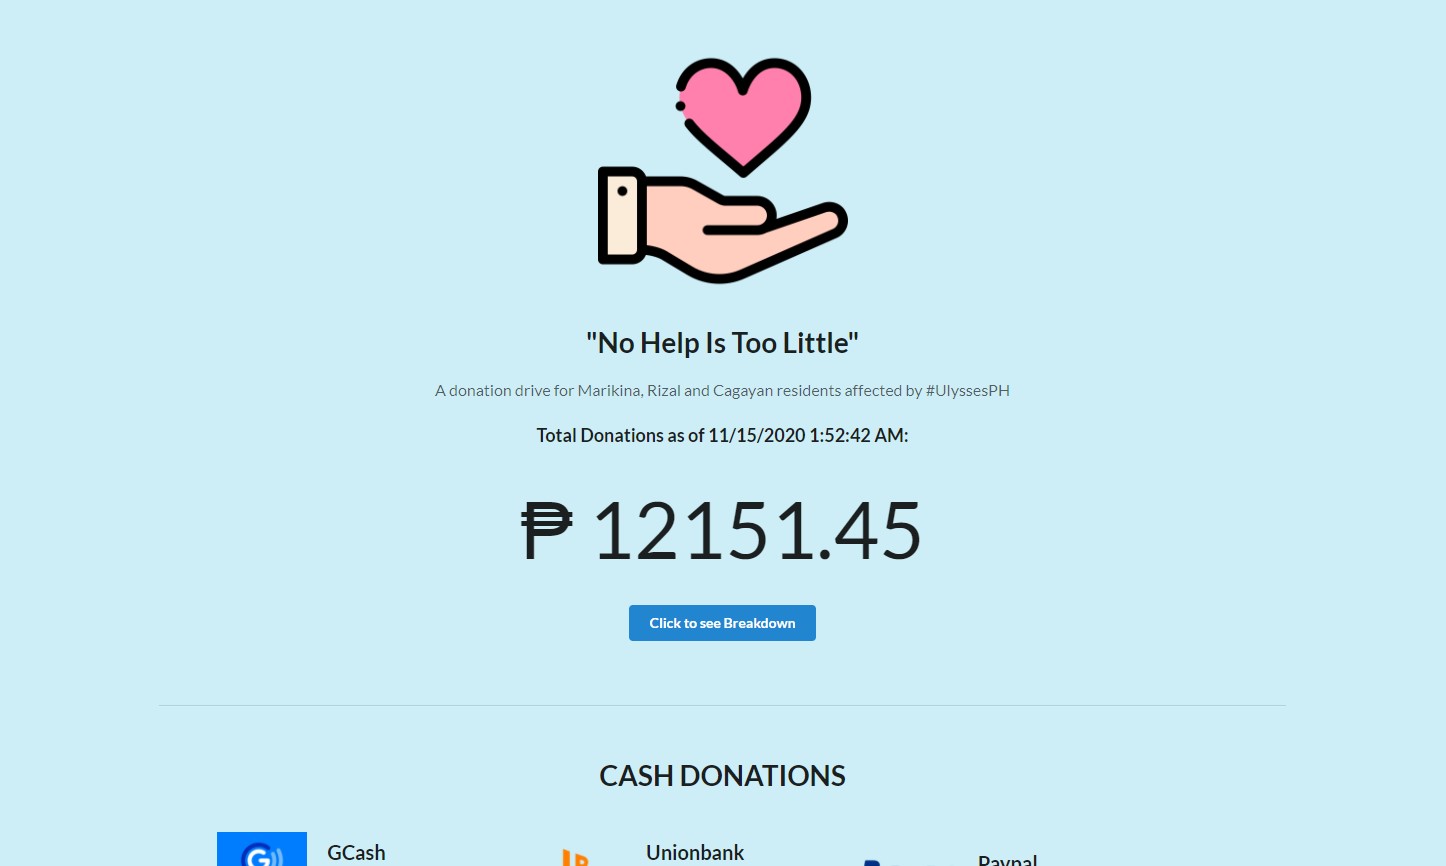 "No Help Is Too Little"
A donation drive for Marikina, Rizal and Cagayan residents affected by #UlyssesPH
Total Donations as of 11/15/2020 1:52:42 AM:
₱ 12151.45
Click to see Breakdown
CASH DONATIONS
GCash
Unionbank
Paypal